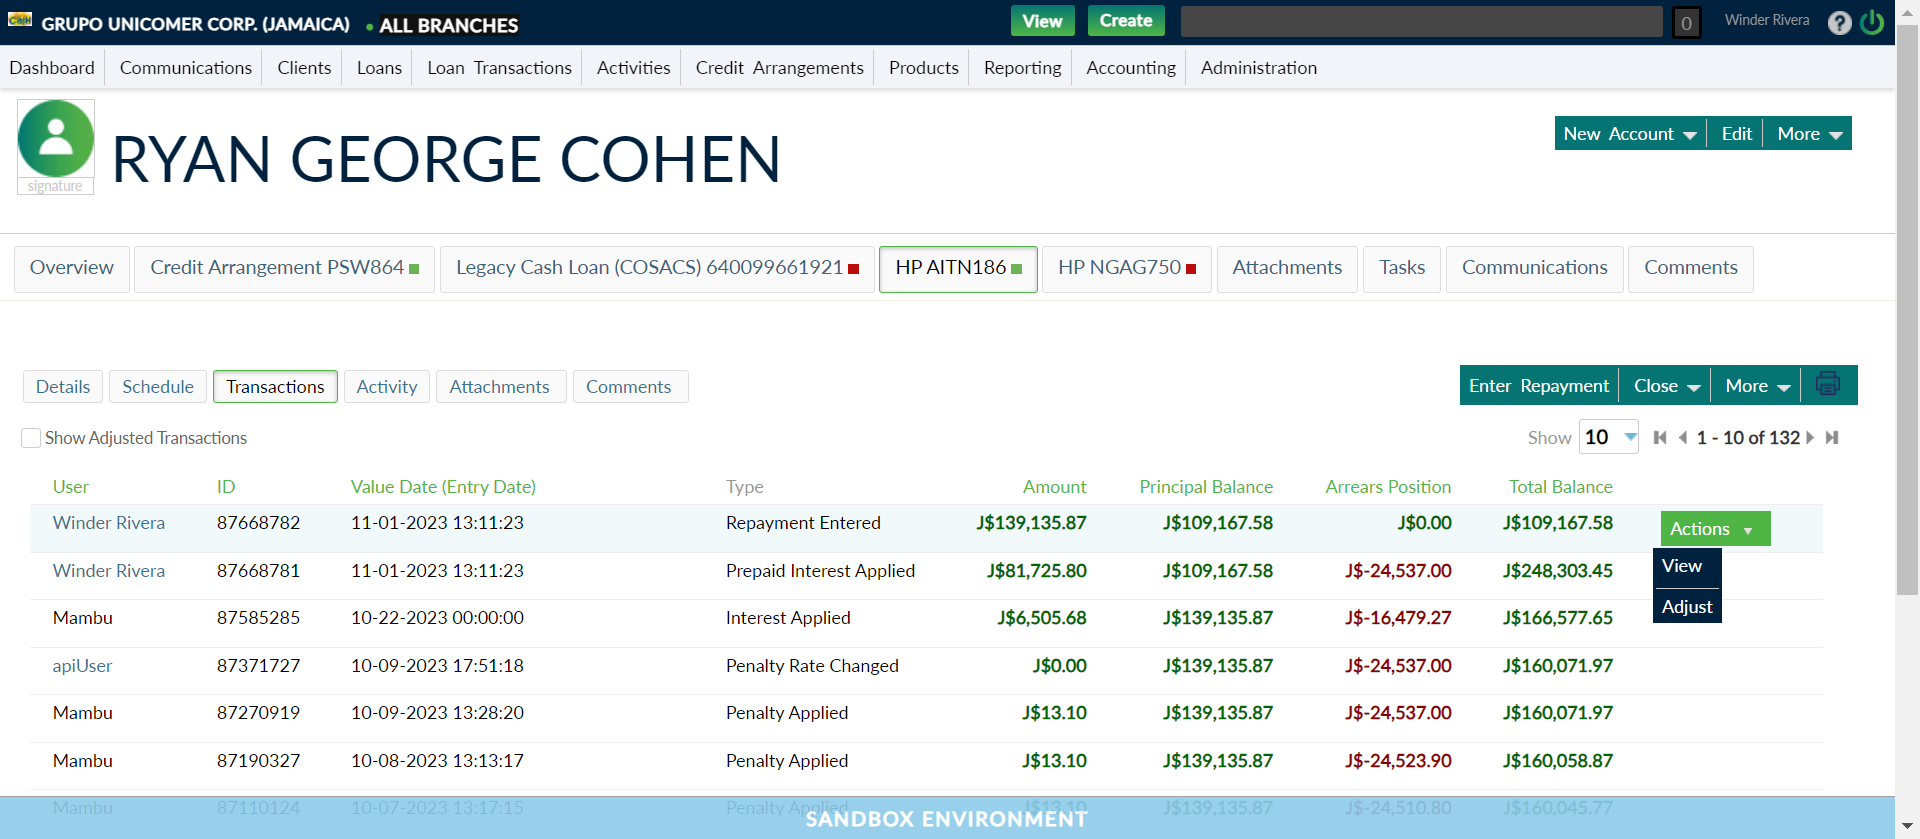 Cash GRUPO UNICOMER CORP. (JAMAICA) ALL BRANCHES View Create 0 Winder Rivera ?
Dashboard Communications Clients Loans Loan Transactions Activities Credit Arrangements Products Reporting Accounting Administration
RYAN GEORGE COHEN
signature
New Account Edit More
Overview Credit Arrangement PSW864 Legacy Cash Loan (COSACS) 640099661921 HP AITN186 HP NGAG750 Attachments Tasks Communications Comments
Details Schedule Transactions Activity Attachments Comments
Enter Repayment Close More
Show Adjusted Transactions
Show 10 1 - 10 of 132
User ID Value Date (Entry Date) Type Amount Principal Balance Arrears Position Total Balance
Winder Rivera 87668782 11-01-2023 13:11:23 Repayment Entered J$139,135.87 J$109,167.58 J$0.00 J$109,167.58 Actions
View
Adjust
Winder Rivera 87668781 11-01-2023 13:11:23 Prepaid Interest Applied J$81,725.80 J$109,167.58 J$-24,537.00 J$248,303.45
Mambu 87585285 10-22-2023 00:00:00 Interest Applied J$6,505.68 J$139,135.87 J$-16,479.27 J$166,577.65
apiUser 87371727 10-09-2023 17:51:18 Penalty Rate Changed J$0.00 J$139,135.87 J$-24,537.00 J$160,071.97
Mambu 87270919 10-09-2023 13:28:20 Penalty Applied J$13.10 J$139,135.87 J$-24,537.00 J$160,071.97
Mambu 87190327 10-08-2023 13:13:17 Penalty Applied J$13.10 J$139,135.87 J$-24,523.90 J$160,058.87
Mambu 87110124 10-07-2023 13:17:15 Penalty Applied J$13.10 J$139,135.87 J$-24,510.80 J$160,045.77
SANDBOX ENVIRONMENT